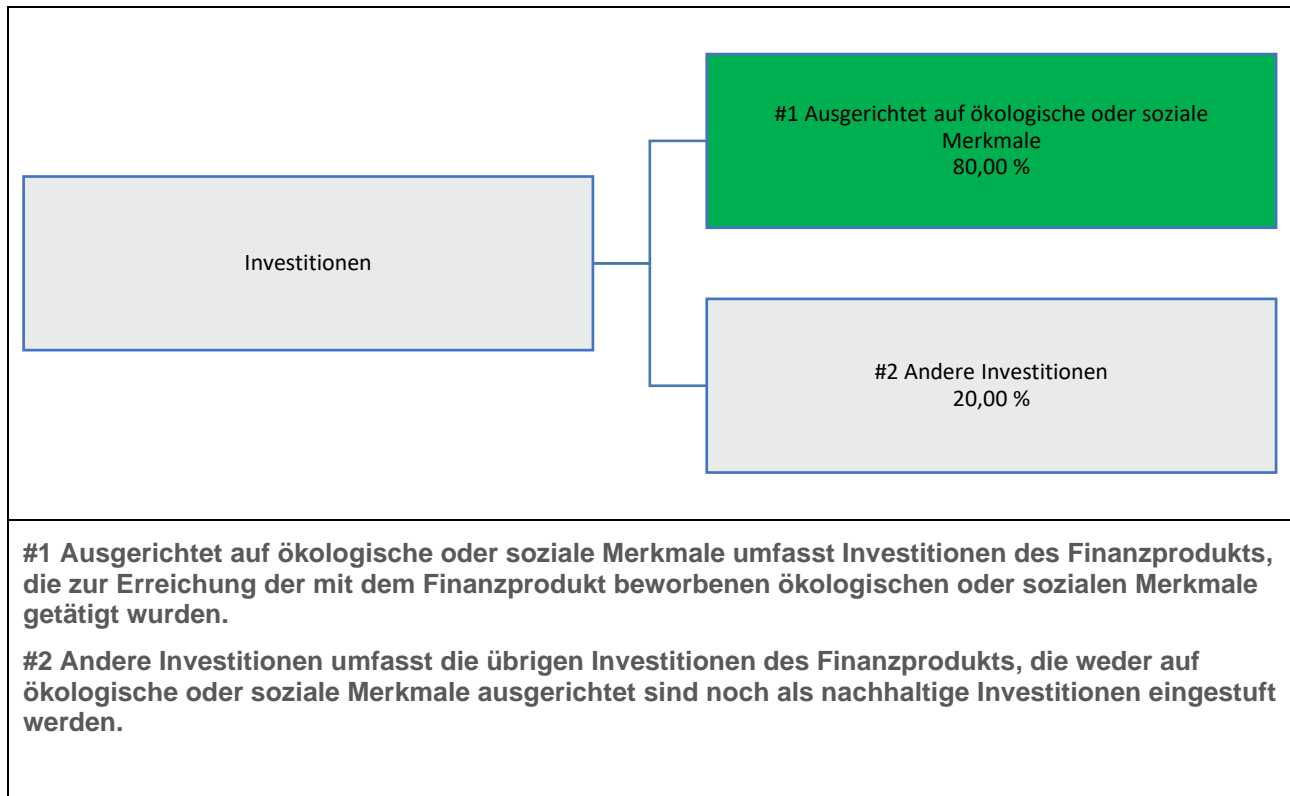 #1 Ausgerichtet auf ökologische oder soziale
Merkmale
80,00 %
Investitionen
#2 Andere Investitionen
20,00 %
#1 Ausgerichtet auf ökologische oder soziale Merkmale umfasst Investitionen des Finanzprodukts,
die zur Erreichung der mit dem Finanzprodukt beworbenen ökologischen oder sozialen Merkmale
getätigt wurden.
#2 Andere Investitionen umfasst die übrigen Investitionen des Finanzprodukts, die weder auf
ökologische oder soziale Merkmale ausgerichtet sind noch als nachhaltige Investitionen eingestuft
werden.